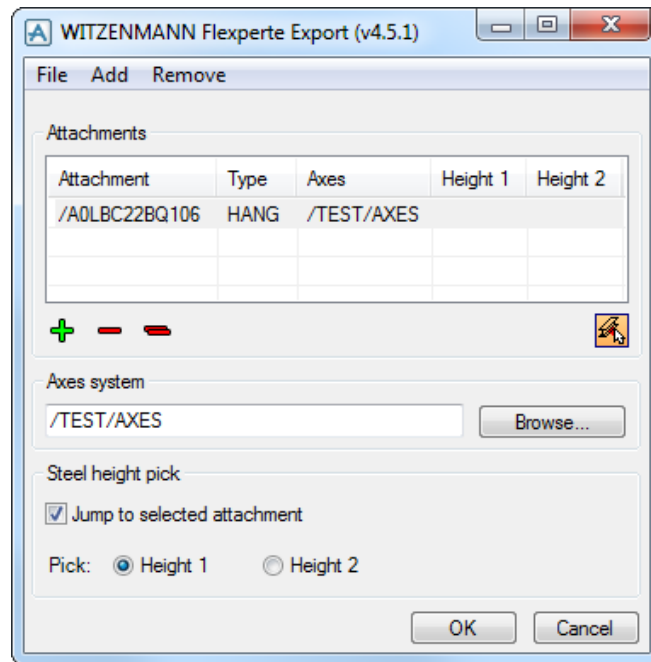 WITZENMANN Flexperte Export (v4.5.1)
File Add Remove
Attachments
Attachment Type Axes Height 1 Height 2
/A0LBC22BQ106 HANG /TEST/AXES
Axes system
/TEST/AXES Browse...
Steel height pick
Jump to selected attachment
Pick: Height 1 Height 2
OK Cancel